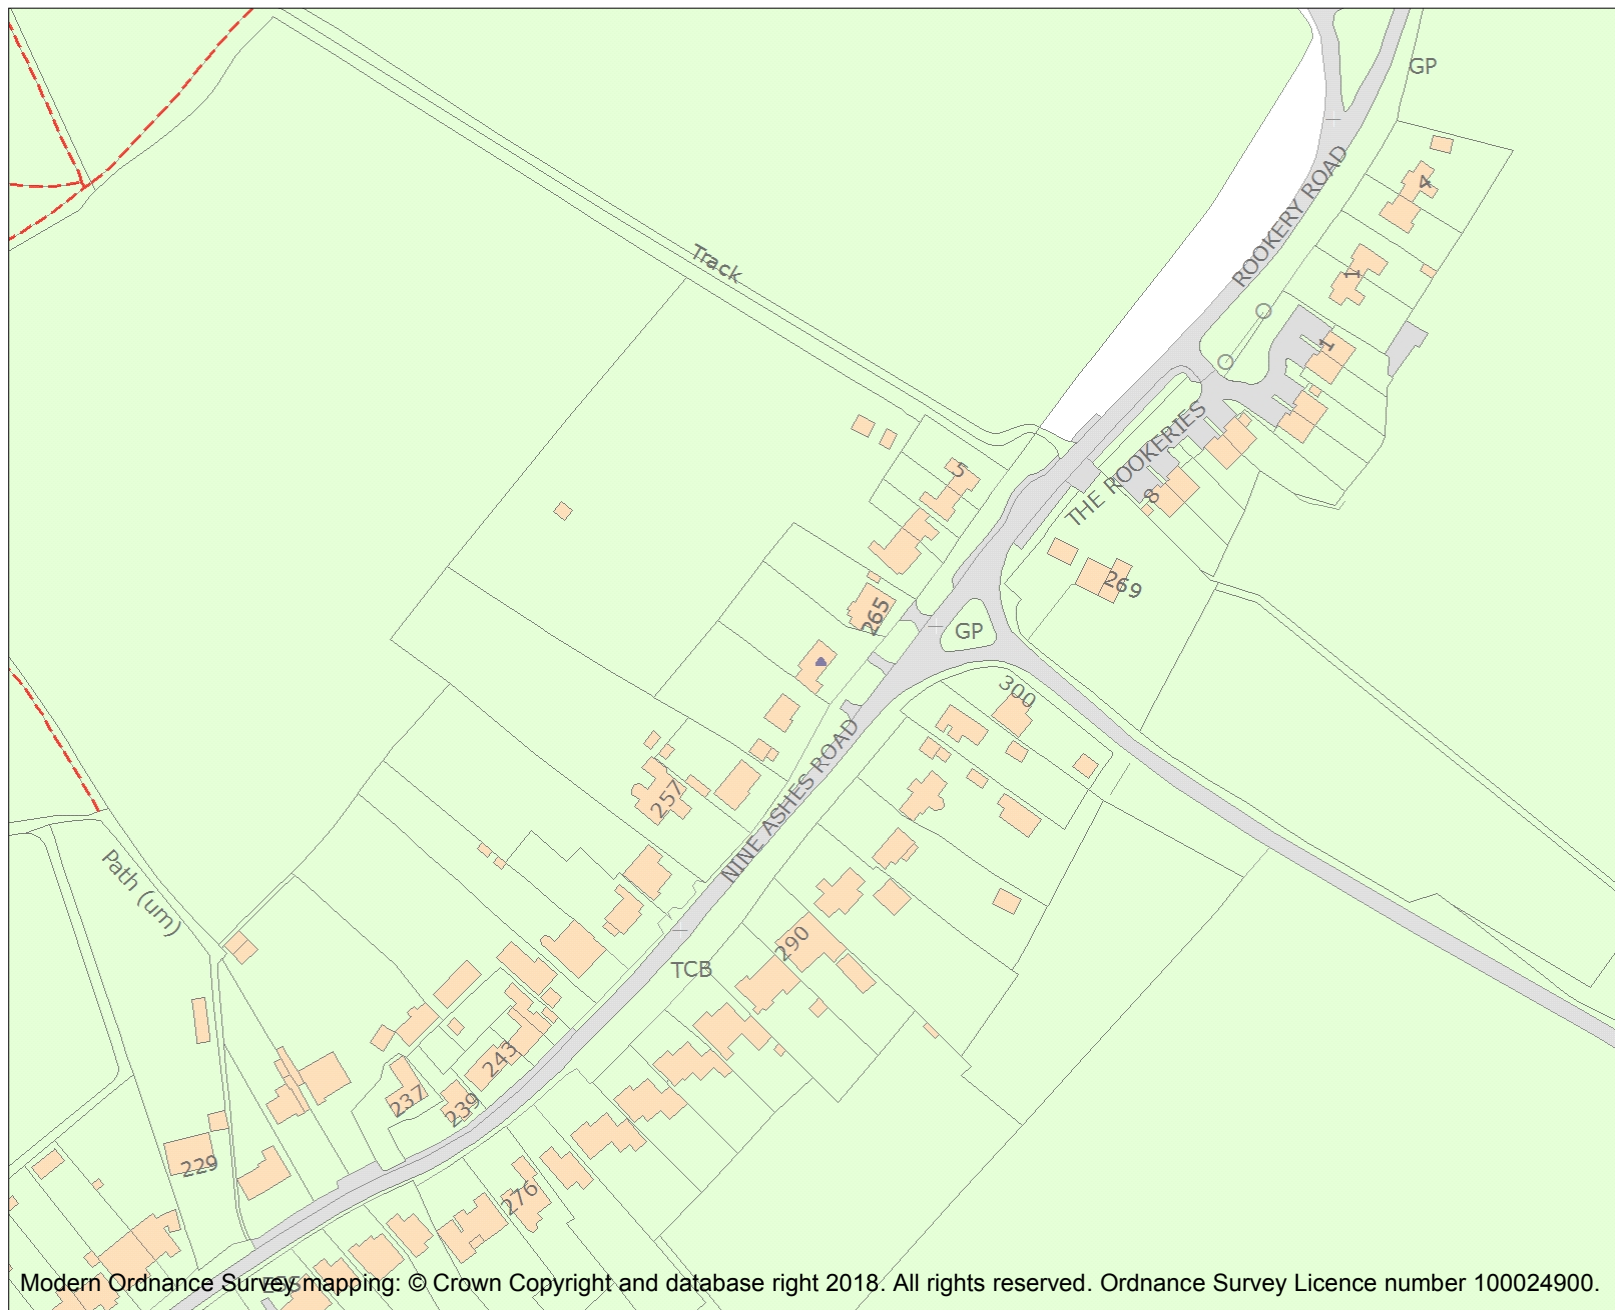 GP
ROOKERY ROAD
4
Track
1
1
THE ROOKERIES
5
8
269
265
GP
300
NINE ASHES ROAD
257
Path (um)
290
TCB
243
237
239
229
276
Modern Ordnance Survey mapping: © Crown Copyright and database right 2018. All rights reserved. Ordnance Survey Licence number 100024900.